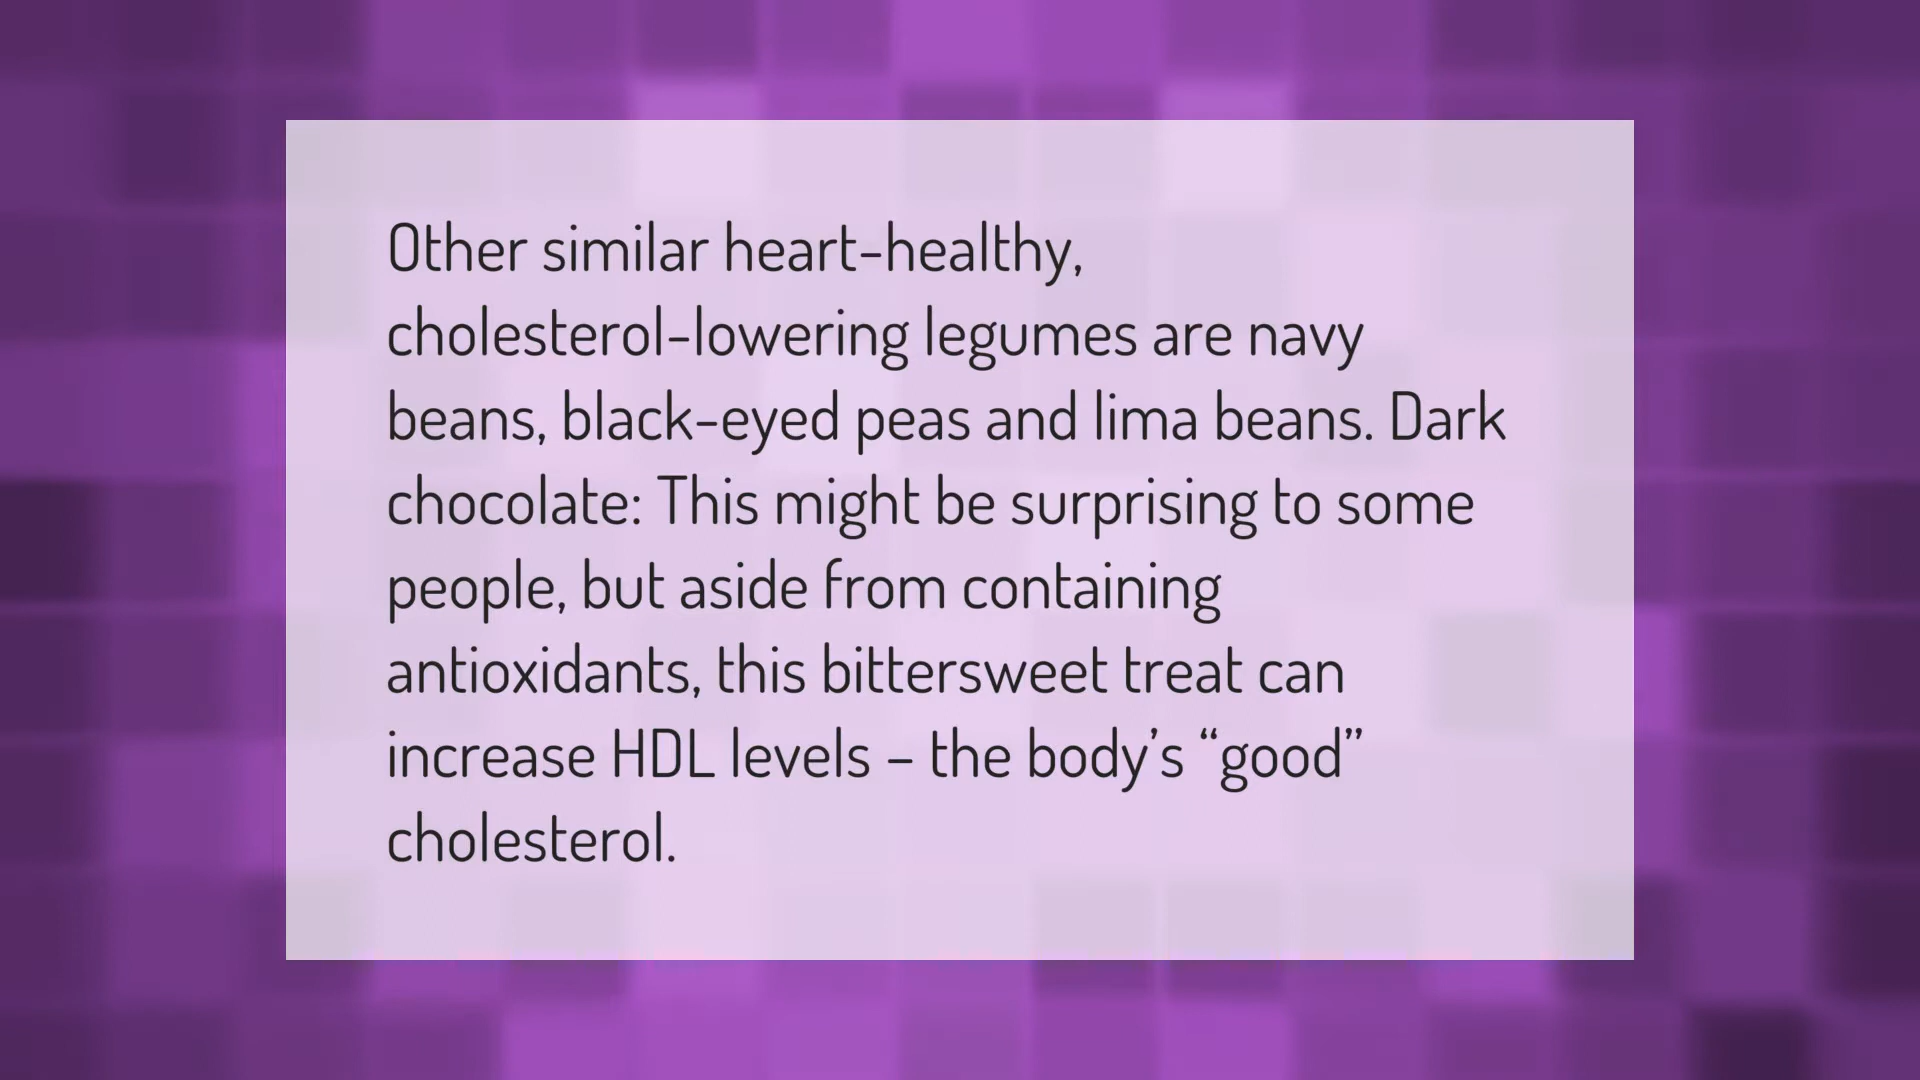 Other similar heart-healthy,
cholesterol-lowering legumes are navy
beans, black-eyed peas and lima beans. Dark
chocolate: This might be surprising to some
people, but aside from containing
antioxidants, this bittersweet treat can
increase HDL levels – the body’s “good”
cholesterol.